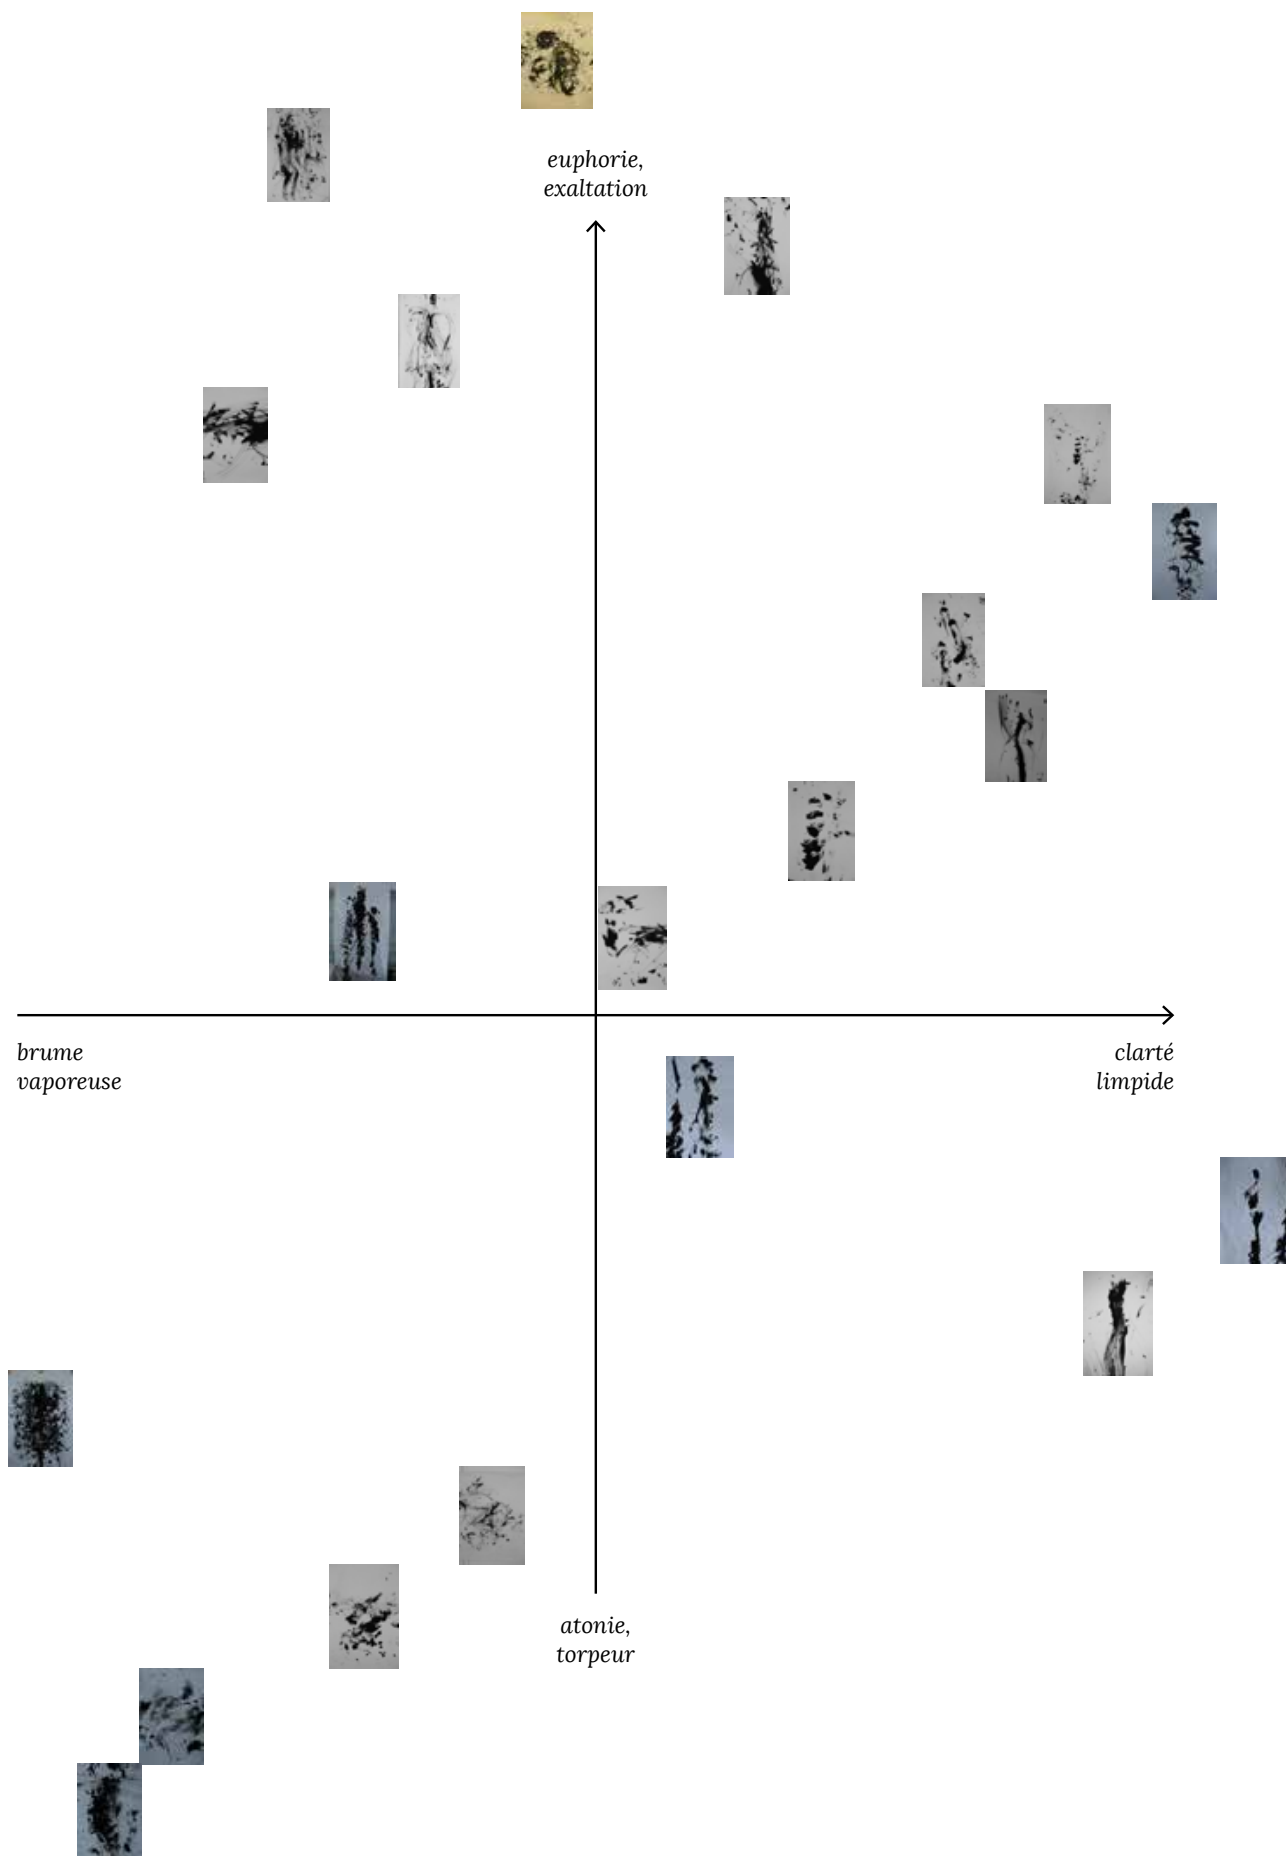 euphorie,
exaltation
brume
vaporeuse
clarté
limpide
atonie,
torpeur